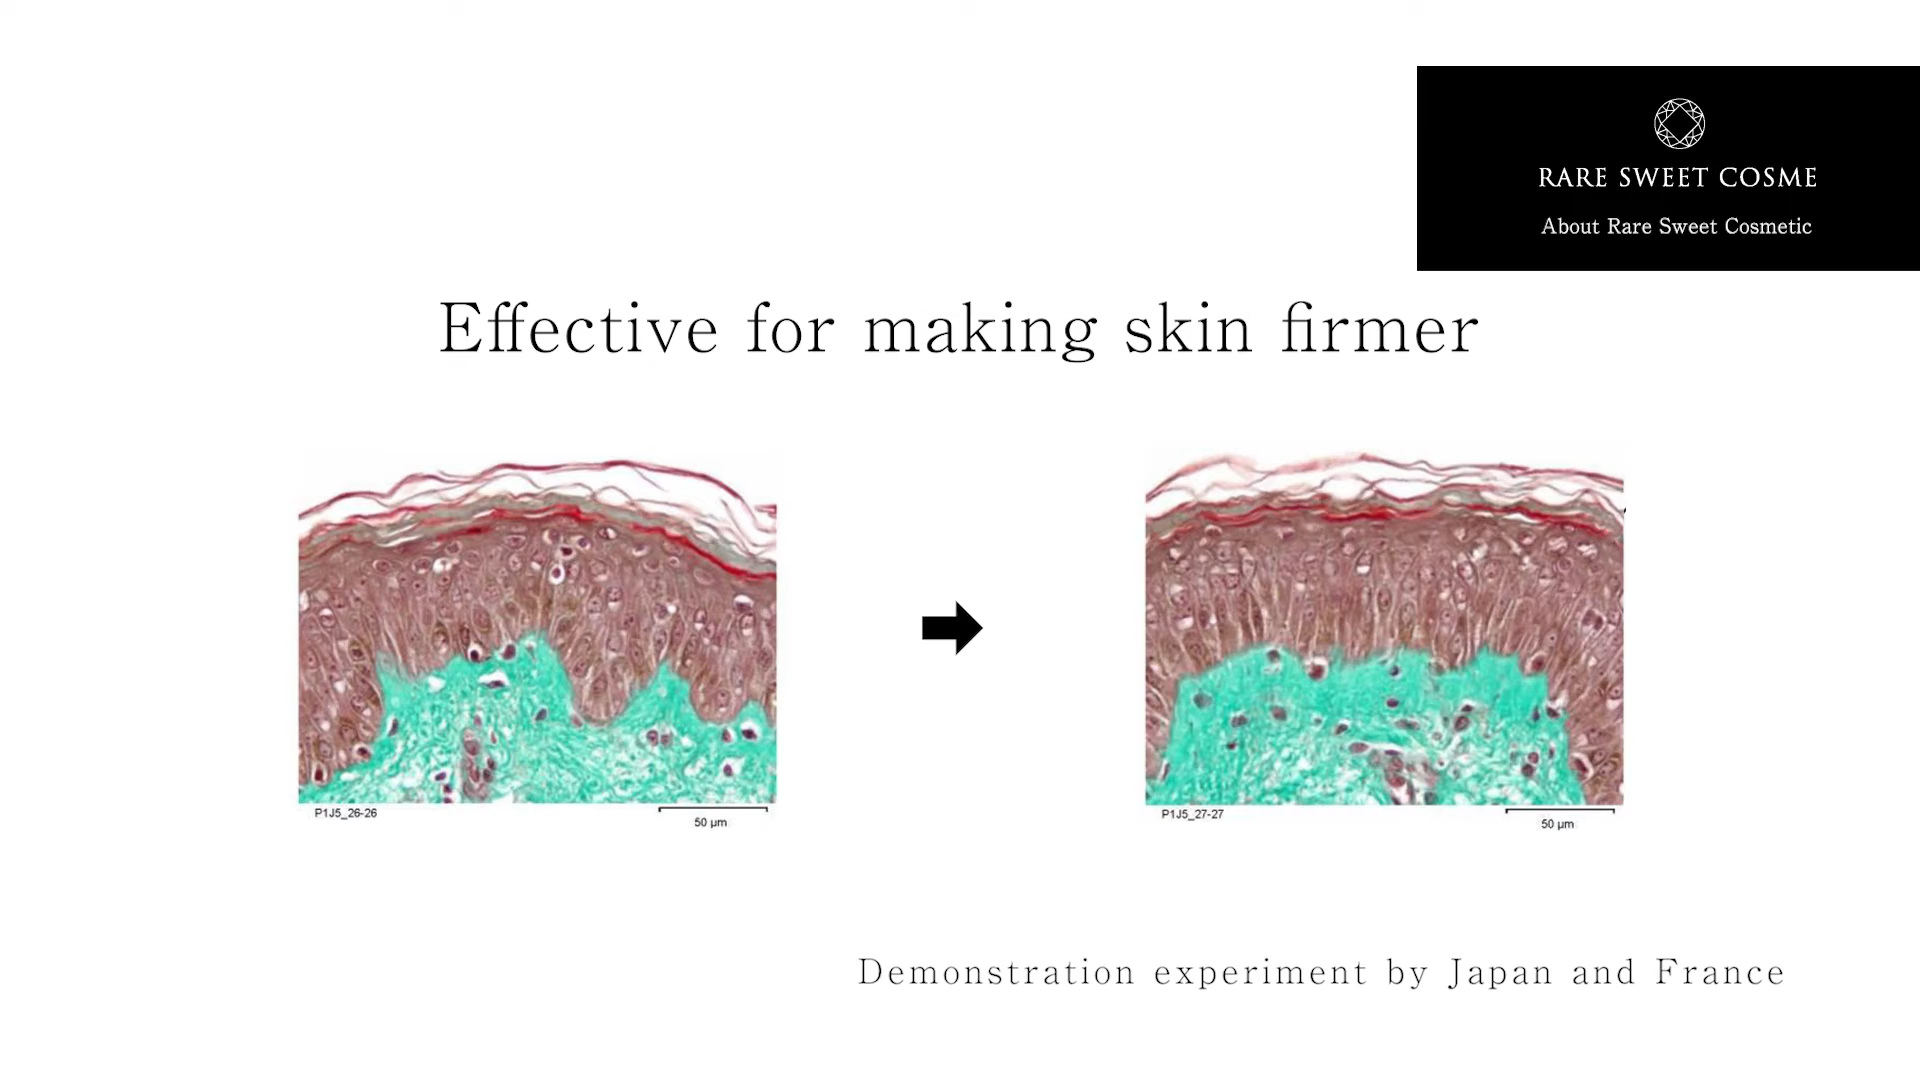 RARE SWEET COSME
About Rare Sweet Cosmetic
Effective for making skin firmer
P1J5_26-26
50 µm
P1J5_27-27
50 µm
Demonstration experiment by Japan and France